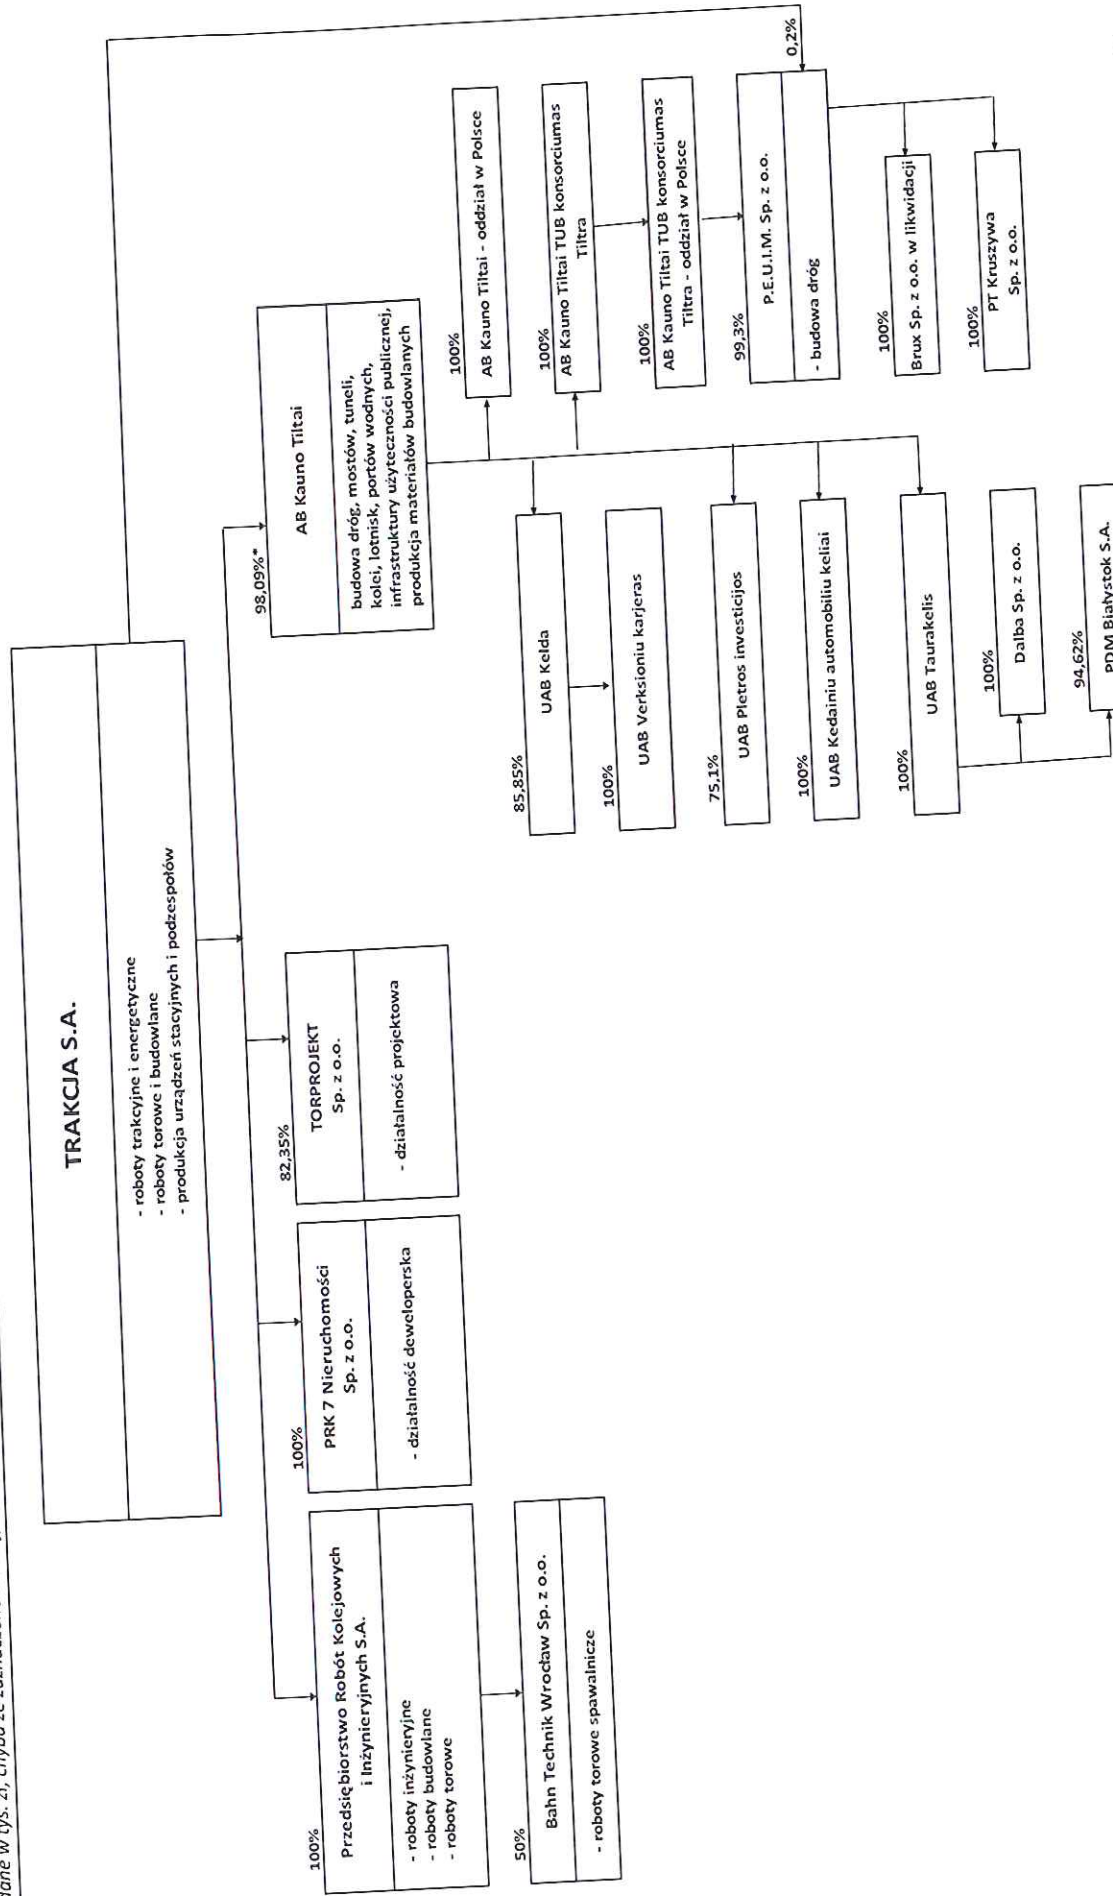 dane w tys. zł, chyba że
TRAKCJA S.A.
- roboty trakcyjne i energetyczne
- roboty torowe i budowlane
- produkcja urządzeń stacyjnych i podzespołów
100%
Przedsiębiorstwo Robót Kolejowych
i Inżynieryjnych S.A.
- roboty inżynieryjne
- roboty budowlane
- roboty torowe
50%
Bahn Technik Wrocław Sp. z o.o.
- roboty torowe spawalnicze
100%
PRK 7 Nieruchomości
Sp. z o.o.
- działalność deweloperska
82,35%
TORPROJEKT
Sp. z o.o.
- działalność projektowa
98,09%*
AB Kauno Tiltai
budowa dróg, mostów, tuneli,
kolei, lotnisk, portów wodnych,
infrastruktury użyteczności publicznej,
produkcja materiałów budowlanych
85,85%
UAB Kelda
100%
UAB Verksioniu karjeras
75,1%
UAB Pletros investicijos
100%
UAB Kedainiu automobiliu keliai
100%
UAB Taurakelis
100%
Dalba Sp. z o.o.
94,62%
PDM Białystok S.A.
100%
AB Kauno Tiltai - oddział w Polsce
100%
AB Kauno Tiltai TUB konsorciumas
Tiltra
100%
AB Kauno Tiltai TUB konsorciumas
Tiltra - oddział w Polsce
99,3%
0,2%
P.E.U.I.M. Sp. z o.o.
- budowa dróg
100%
Brux Sp. z o.o. w likwidacji
100%
PT Kruszywa
Sp. z o.o.